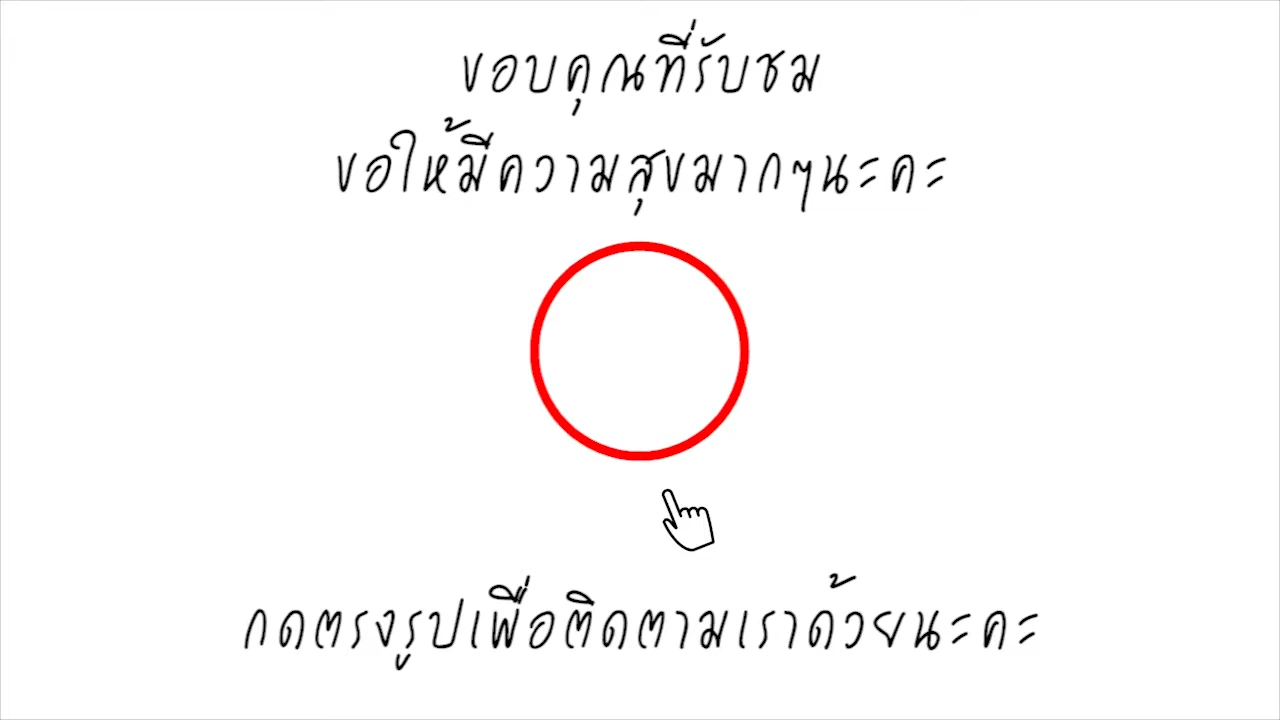 ขอบคุณที่รับชม
ขอให้มีความสุขมากๆนะคะ
กดตรงรูปเพื่อติดตามเราด้วยนะคะ